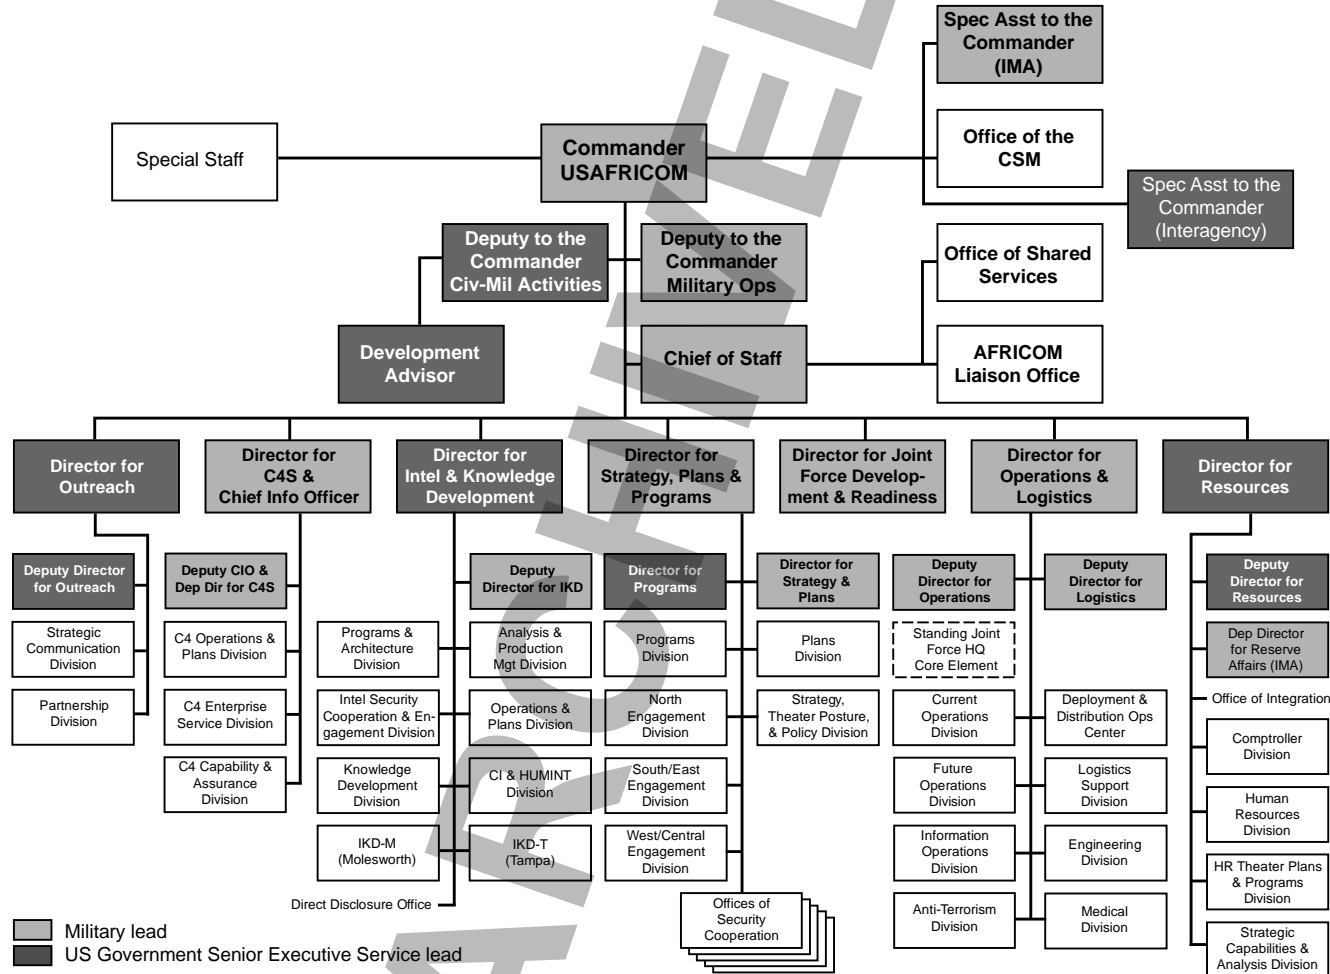 Spec Asst to the
Commander
(IMA)
Special Staff
Commander
USAFRICOM
Office of the
CSM
Spec Asst to the
Commander
(Interagency)
Deputy to the
Commander
Civ-Mil Activities
Deputy to the
Commander
Military Ops
Office of Shared
Services
Development
Advisor
Chief of Staff
AFRICOM
Liaison Office
Director for
Outreach
Director for
C4S &
Chief Info Officer
Director for
Intel & Knowledge
Development
Director for
Strategy, Plans &
Programs
Director for Joint
Force Develop-
ment & Readiness
Director for
Operations &
Logistics
Director for
Resources
Deputy Director
for Outreach
Deputy CIO &
Dep Dir for C4S
Deputy
Director for IKD
Director for
Programs
Director for
Strategy &
Plans
Deputy
Director for
Operations
Deputy
Director for
Logistics
Deputy
Director for
Resources
Strategic
Communication
Division
C4 Operations &
Plans Division
Programs &
Architecture
Division
Analysis &
Production
Mgt Division
Programs
Division
Plans
Division
Standing Joint
Force HQ
Core Element
Dep Director
for Reserve
Affairs (IMA)
Partnership
Division
C4 Enterprise
Service Division
Intel Security
Cooperation & En-
gagement Division
Operations &
Plans Division
North
Engagement
Division
Strategy,
Theater Posture,
& Policy Division
Current
Operations
Division
Deployment &
Distribution Ops
Center
Office of Integration
Comptroller
Division
C4 Capability &
Assurance
Division
Knowledge
Development
Division
CI & HUMINT
Division
South/East
Engagement
Division
Future
Operations
Division
Logistics
Support
Division
Human
Resources
Division
IKD-M
(Molesworth)
IKD-T
(Tampa)
West/Central
Engagement
Division
Information
Operations
Division
Engineering
Division
HR Theater Plans
& Programs
Division
Direct Disclosure Office
Offices of
Security
Cooperation
Anti-Terrorism
Division
Medical
Division
Strategic
Capabilities &
Analysis Division
Military lead
US Government Senior Executive Service lead
ARCHIVE